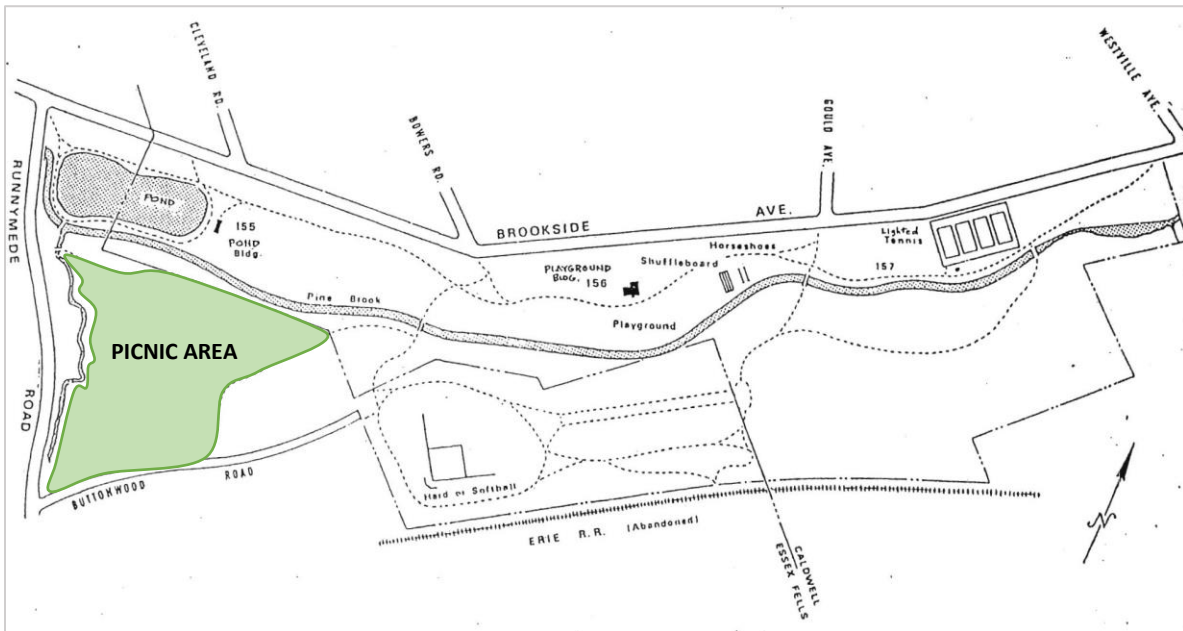 CLEVELAND RD.
WESTVILLE AVE.
BOWERS RD.
GOULD AVE.
RUNNYMEDE
ROAD
POND
155
POND
Bldg.
BROOKSIDE AVE.
Lighted
Tennis
Horseshoes
Shuffleboard
157
PLAYGROUND
BLDG. 156
Pine Brook
Playground
PICNIC AREA
BUTTONWOOD ROAD
Hard or Softball
ERIE R.R. (Abandoned)
CALDWELL
ESSEX FELLS
N